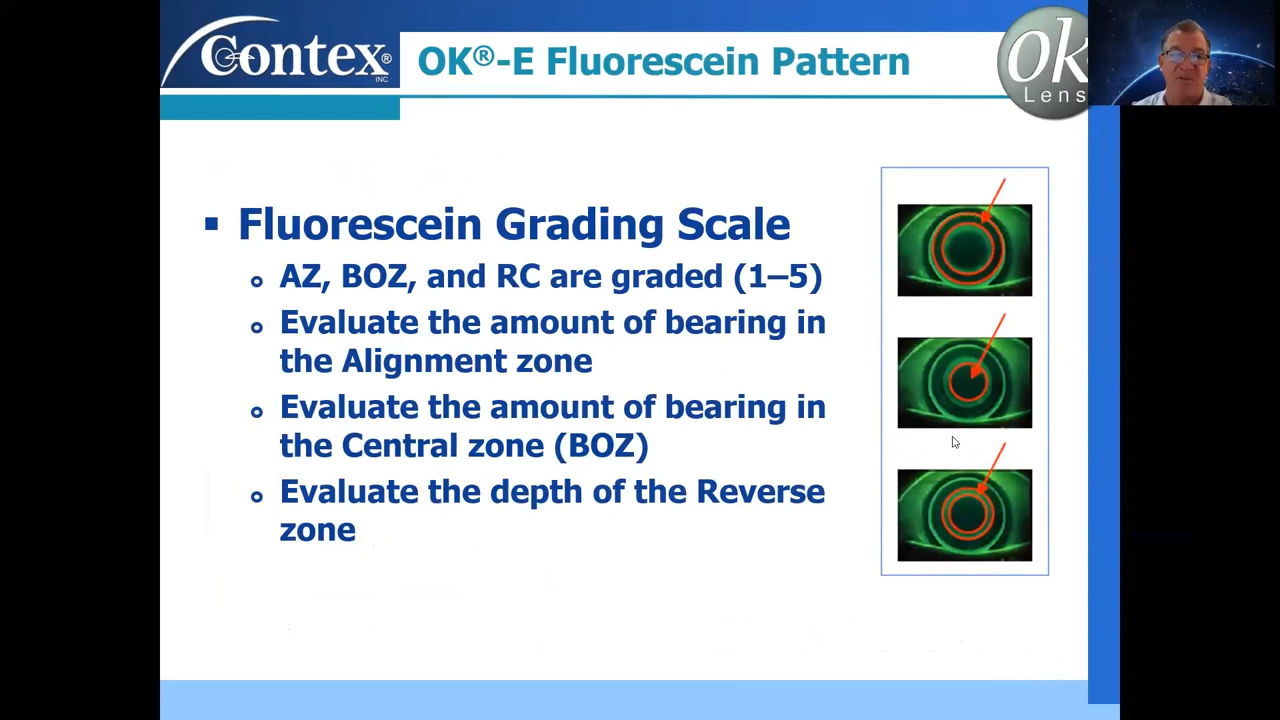 Contex®
INC
OK®-E Fluorescein Pattern
ok
Lens
▪ Fluorescein Grading Scale
AZ, BOZ, and RC are graded (1–5)
Evaluate the amount of bearing in
the Alignment zone
Evaluate the amount of bearing in
the Central zone (BOZ)
Evaluate the depth of the Reverse
zone